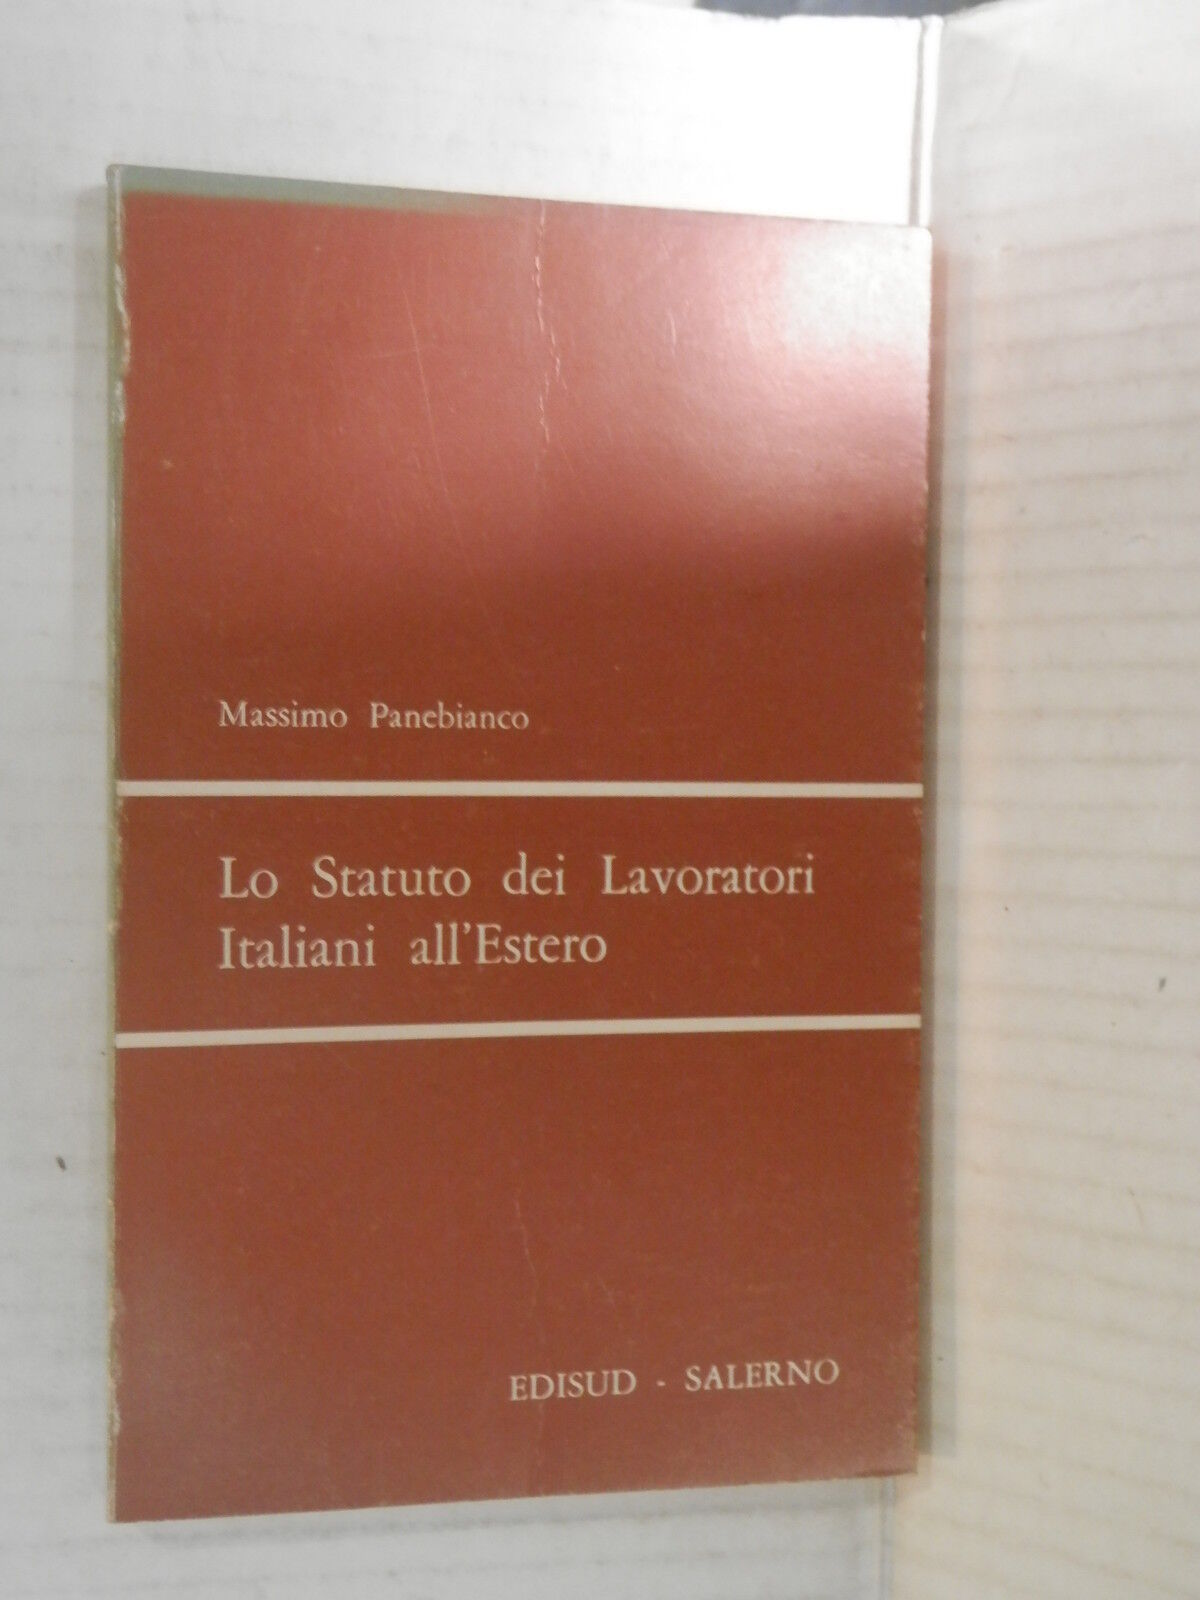 Massimo Panebianco
Lo Statuto dei Lavoratori
Italiani all'Estero
EDISUD - SALERNO